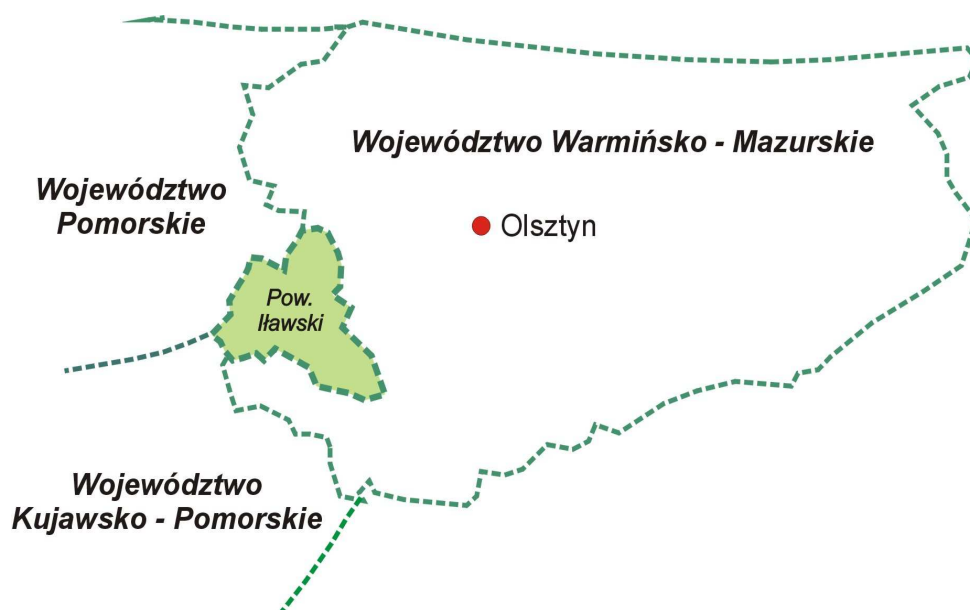 Województwo Warmińsko - Mazurskie
Województwo
Pomorskie
Olsztyn
Pow.
Iławski
Województwo
Kujawsko - Pomorskie